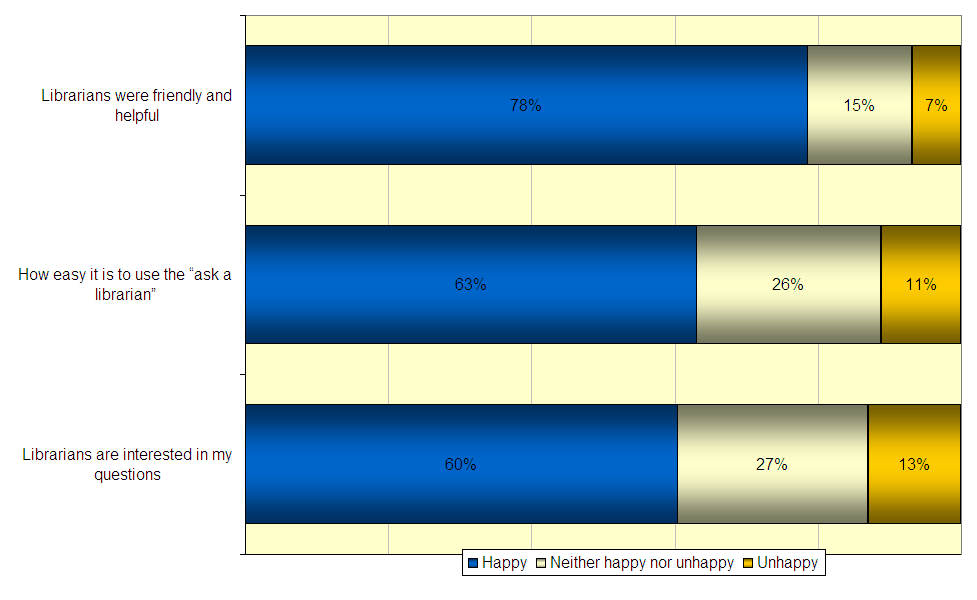 Librarians were friendly and
helpful
78%
15%
7%
How easy it is to use the “ask a
librarian”
63%
26%
11%
Librarians are interested in my
questions
60%
27%
13%
Happy
Neither happy nor unhappy
Unhappy